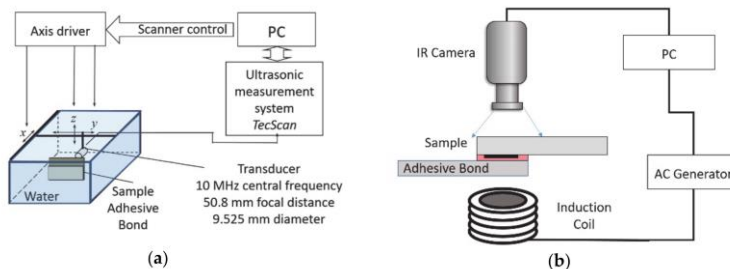 Axis driver
Scanner control
PC
Ultrasonic
measurement
system
TecScan
x
z
y
Water
Sample
Adhesive
Bond
Transducer
10 MHz central frequency
50.8 mm focal distance
9.525 mm diameter
(a)
IR Camera
PC
Sample
Adhesive Bond
AC Generator
Induction
Coil
(b)